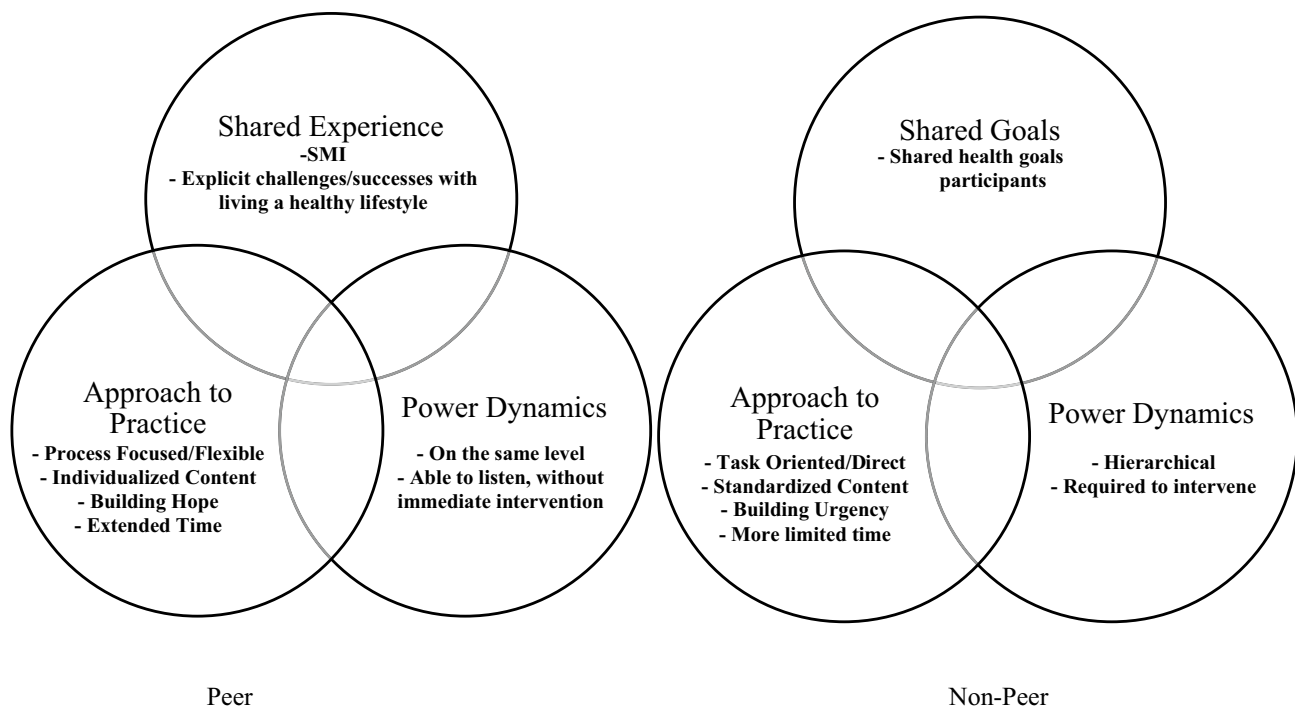 Shared Experience
-SMI
- Explicit challenges/successes with
living a healthy lifestyle
Approach to
Practice
- Process Focused/Flexible
- Individualized Content
- Building Hope
- Extended Time
Power Dynamics
- On the same level
- Able to listen, without
immediate intervention
Peer
Shared Goals
- Shared health goals
participants
Approach to
Practice
- Task Oriented/Direct
- Standardized Content
- Building Urgency
- More limited time
Power Dynamics
- Hierarchical
- Required to intervene
Non-Peer